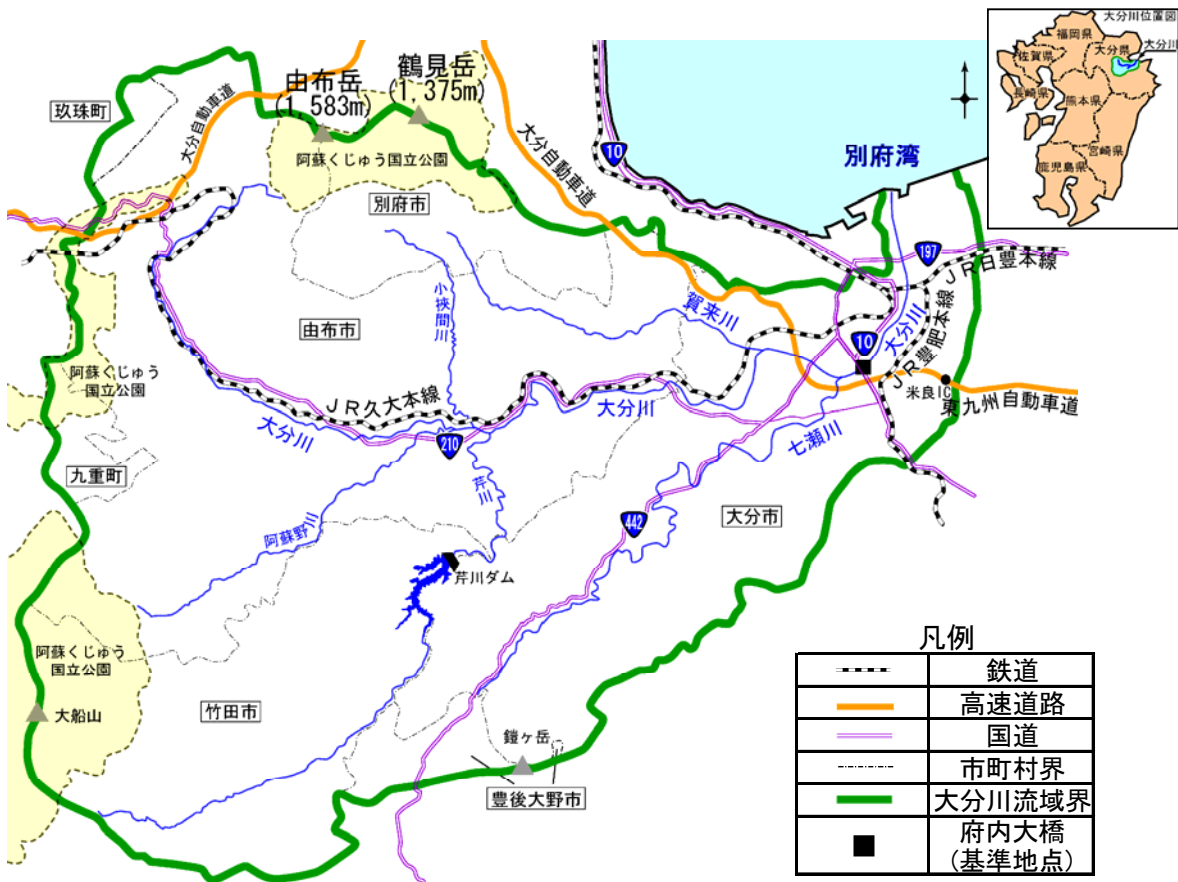 大分川位置図
福岡県
佐賀県
大分県
大分川
長崎県
熊本県
宮崎県
鹿児島県
鶴見岳
(1,375m)
由布岳
(1,583m)
玖珠町
大分自動車道
阿蘇くじゅう国立公園
大分自動車道
10
別府湾
別府市
197
JR日豊本線
小挾間川
賀来川
大分川
由布市
10
JR豊肥本線
阿蘇くじゅう
国立公園
米良IC
東九州自動車道
JR久大本線
大分川
大分川
210
七瀬川
九重町
芹川
442
大分市
阿蘇野川
芹川ダム
阿蘇くじゅう
国立公園
大船山
竹田市
鎧ヶ岳
豊後大野市
凡例
鉄道
高速道路
国道
市町村界
大分川流域界
府内大橋
(基準地点)